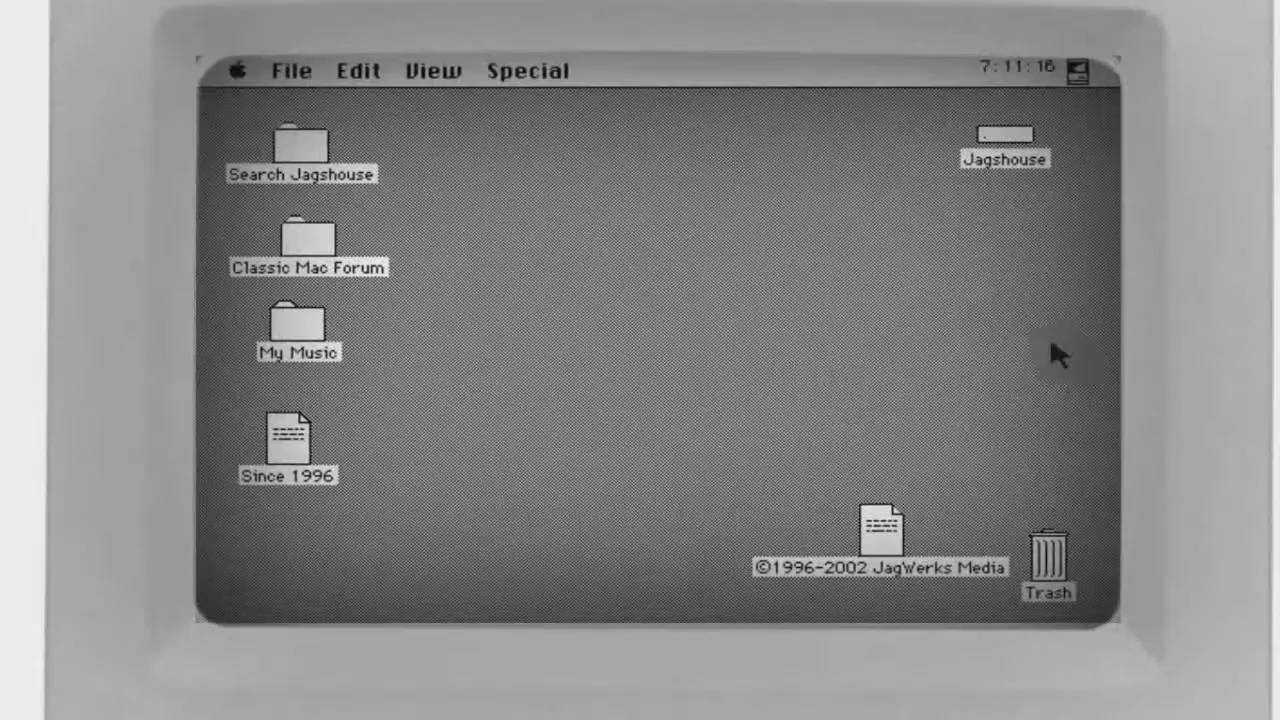 File Edit View Special 7:11:16
Search Jagshouse
Jagshouse
Classic Mac Forum
My Music
Since 1996
©1996-2002 JagWerks Media
Trash